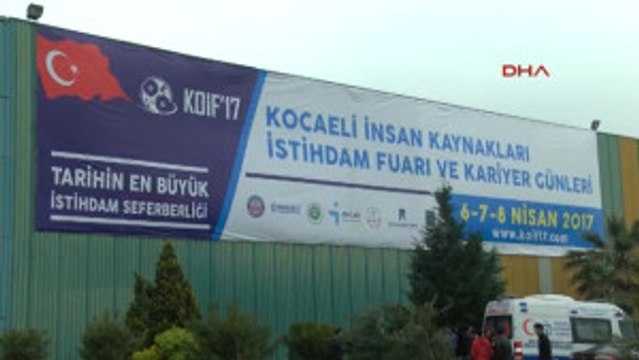 DHA
KOİF'17
TARİHİN EN BÜYÜK
İSTİHDAM SEFERBERLİĞİ
KOCAELİ İNSAN KAYNAKLARI
İSTİHDAM FUARI VE KARİYER GÜNLERİ
6-7-8 NİSAN 2017
www.koif17.com